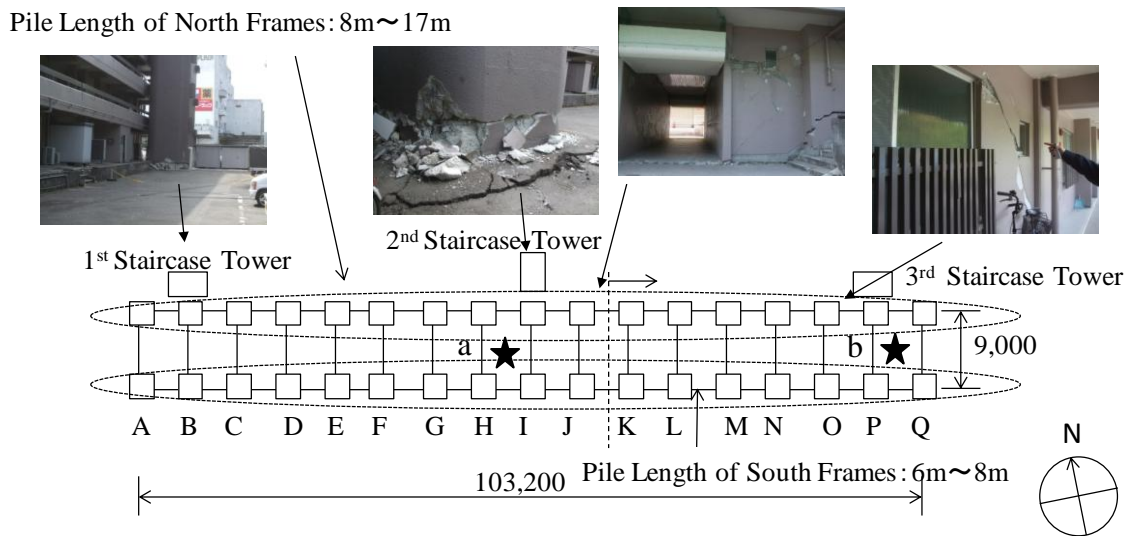 Pile Length of North Frames:8m～17m
1st Staircase Tower
2nd Staircase Tower
3rd Staircase Tower
a
b
9,000
A B C D E F G H I J K L M N O P Q
Pile Length of South Frames:6m～8m
103,200
N